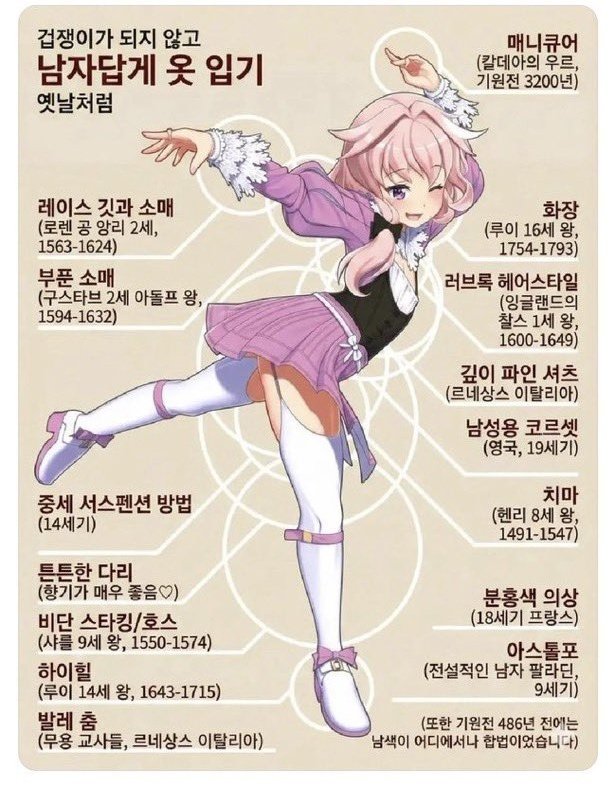 겁쟁이가 되지 않고
남자답게 옷 입기
옛날처럼
매니큐어
(칼데아의 우르,
기원전 3200년)
레이스 깃과 소매
(로렌 공 앙리 2세,
1563-1624)
부푼 소매
(구스타브 2세 아돌프 왕,
1594-1632)
화장
(루이 16세 왕,
1754-1793)
러브록 헤어스타일
(잉글랜드의
찰스 1세 왕,
1600-1649)
깊이 파인 셔츠
(르네상스 이탈리아)
남성용 코르셋
(영국, 19세기)
치마
(헨리 8세 왕,
1491-1547)
중세 서스펜션 방법
(14세기)
튼튼한 다리
(향기가 매우 좋음♡)
비단 스타킹/호스
(샤를 9세 왕, 1550-1574)
하이힐
(루이 14세 왕, 1643-1715)
발레 춤
(무용 교사들, 르네상스 이탈리아)
분홍색 의상
(18세기 프랑스)
아스톨포
(전설적인 남자 팔라딘,
9세기)
(또한 기원전 486년 전에는
남색이 어디에서나 합법이었습니다)